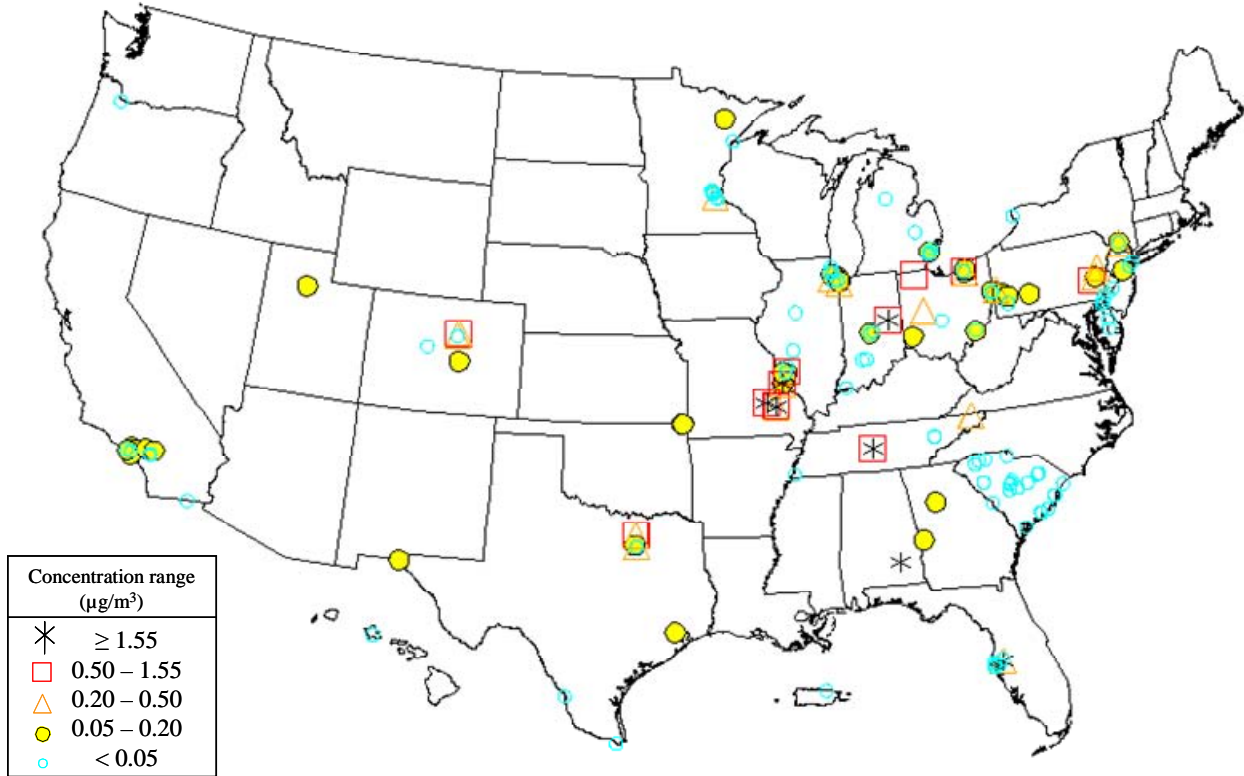 Concentration range
(µg/m³)
≥ 1.55
0.50 – 1.55
0.20 – 0.50
0.05 – 0.20
< 0.05